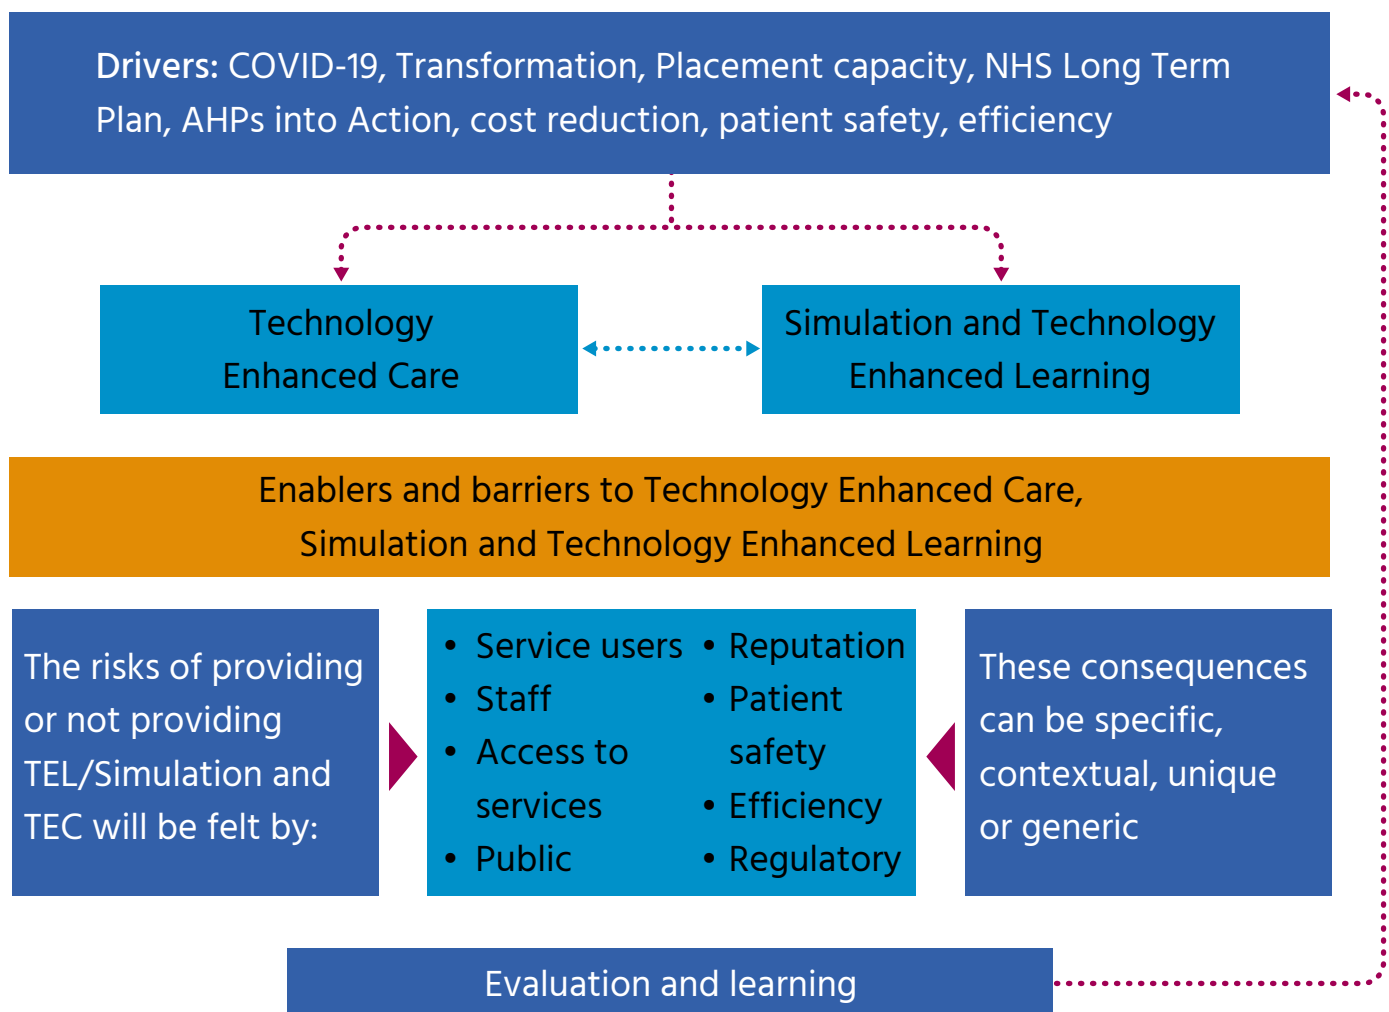 Drivers: COVID-19, Transformation, Placement capacity, NHS Long Term
Plan, AHPs into Action, cost reduction, patient safety, efficiency
Technology
Enhanced Care
Simulation and Technology
Enhanced Learning
Enablers and barriers to Technology Enhanced Care,
Simulation and Technology Enhanced Learning
The risks of providing
or not providing
TEL/Simulation and
TEC will be felt by:
• Service users
• Staff
• Access to
services
• Public
• Reputation
• Patient
safety
• Efficiency
• Regulatory
These consequences
can be specific,
contextual, unique
or generic
Evaluation and learning